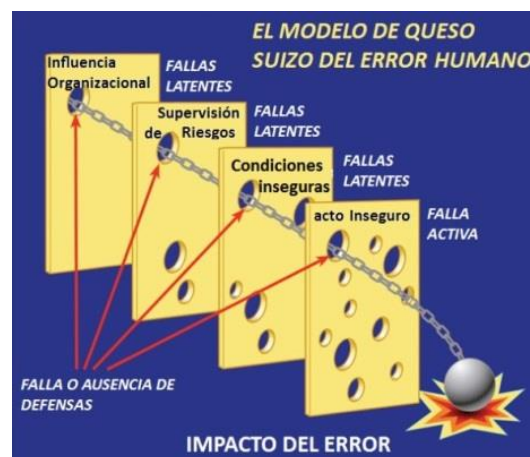 EL MODELO DE QUESO
SUIZO DEL ERROR HUMANO
Influencia
Organizacional
FALLAS
LATENTES
Supervisión
de Riesgos
FALLAS
LATENTES
Condiciones
inseguras
FALLAS
LATENTES
acto Inseguro
FALLA
ACTIVA
FALLA O AUSENCIA DE
DEFENSAS
IMPACTO DEL ERROR